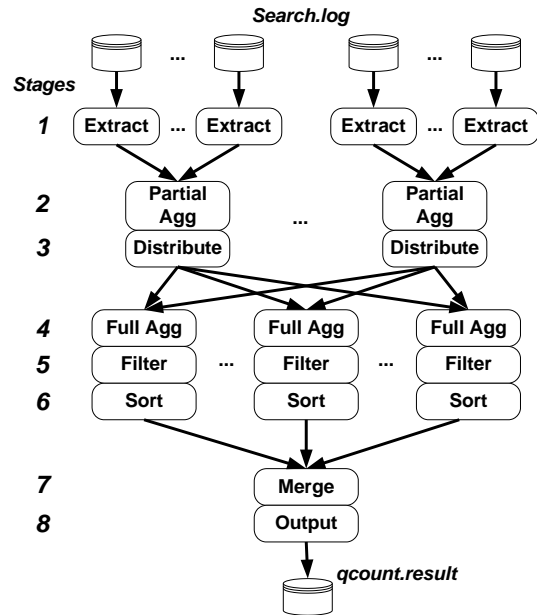 Search.log
... ...
Stages
1 Extract ... Extract Extract ... Extract
2 Partial Agg ... Partial Agg
3 Distribute Distribute
4 Full Agg Full Agg Full Agg
5 Filter ... Filter ... Filter
6 Sort Sort Sort
7 Merge
8 Output
qcount.result